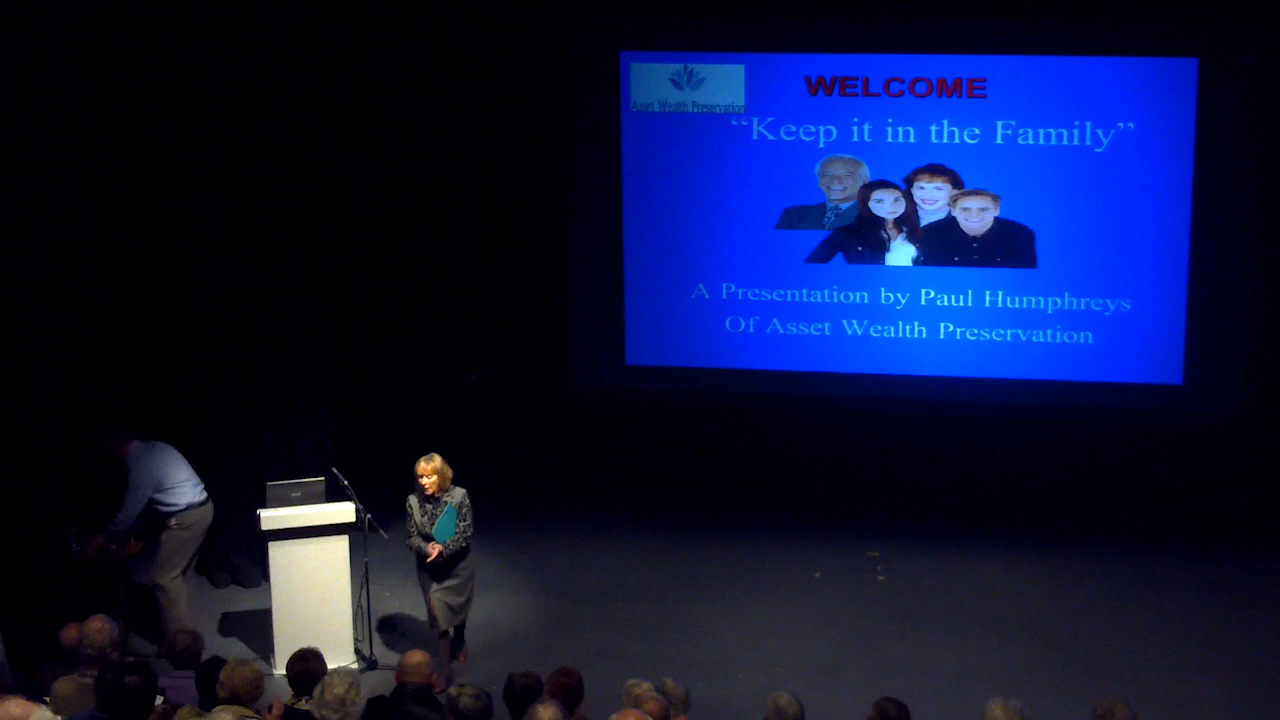 Asset Wealth Preservation
WELCOME
“Keep it in the Family”
A Presentation by Paul Humphreys
Of Asset Wealth Preservation